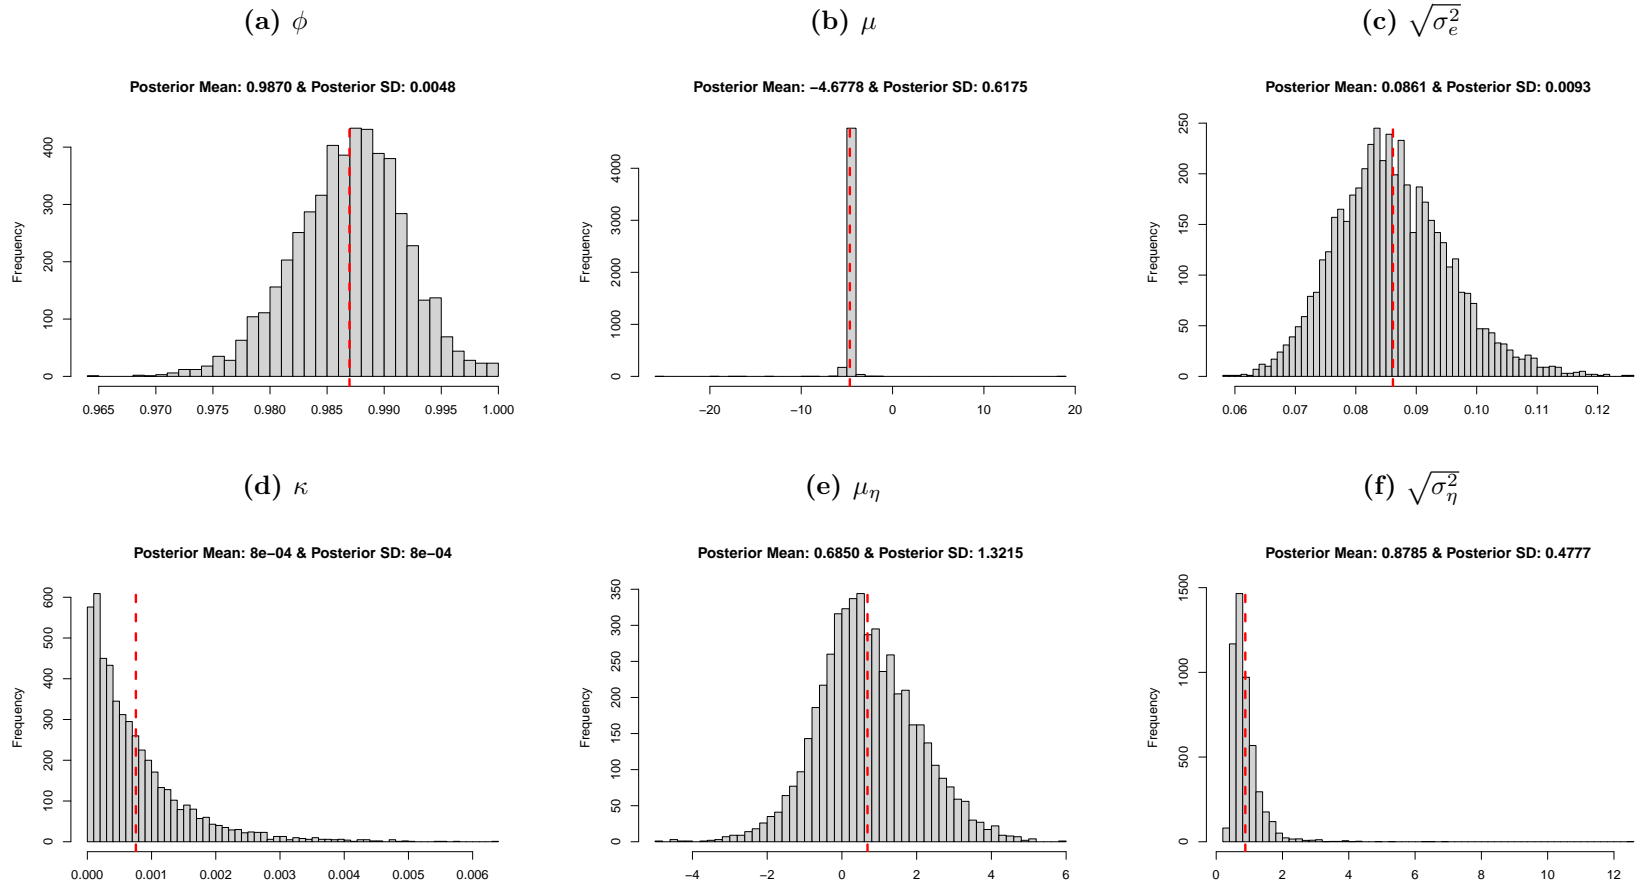 (a) ϕ
Posterior Mean: 0.9870 & Posterior SD: 0.0048
Frequency
0 100 200 300 400
0.965 0.970 0.975 0.980 0.985 0.990 0.995 1.000
(b) μ
Posterior Mean: −4.6778 & Posterior SD: 0.6175
Frequency
0 1000 2000 3000 4000
−20 −10 0 10 20
(c) √σ²ₑ
Posterior Mean: 0.0861 & Posterior SD: 0.0093
Frequency
0 50 100 150 200 250
0.06 0.07 0.08 0.09 0.10 0.11 0.12
(d) κ
Posterior Mean: 8e−04 & Posterior SD: 8e−04
Frequency
0 100 200 300 400 500 600
0.000 0.001 0.002 0.003 0.004 0.005 0.006
(e) μ_η
Posterior Mean: 0.6850 & Posterior SD: 1.3215
Frequency
0 50 100 150 200 250 300 350
−4 −2 0 2 4 6
(f) √σ²_η
Posterior Mean: 0.8785 & Posterior SD: 0.4777
Frequency
0 500 1000 1500
0 2 4 6 8 10 12